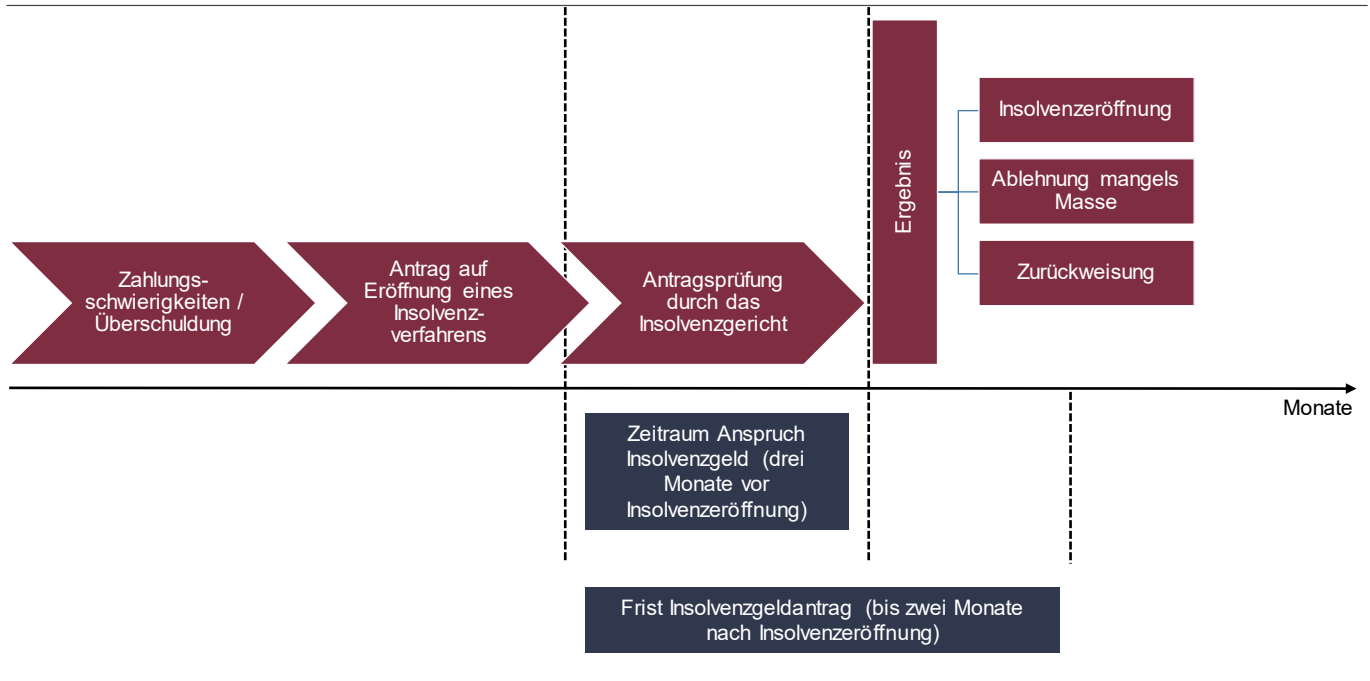 Zahlungs-
schwierigkeiten /
Überschuldung
Antrag auf
Eröffnung eines
Insolvenz-
verfahrens
Antragsprüfung
durch das
Insolvenzgericht
Ergebnis
Insolvenzeröffnung
Ablehnung mangels
Masse
Zurückweisung
Monate
Zeitraum Anspruch
Insolvenzgeld (drei
Monate vor
Insolvenzeröffnung)
Frist Insolvenzgeldantrag (bis zwei Monate
nach Insolvenzeröffnung)